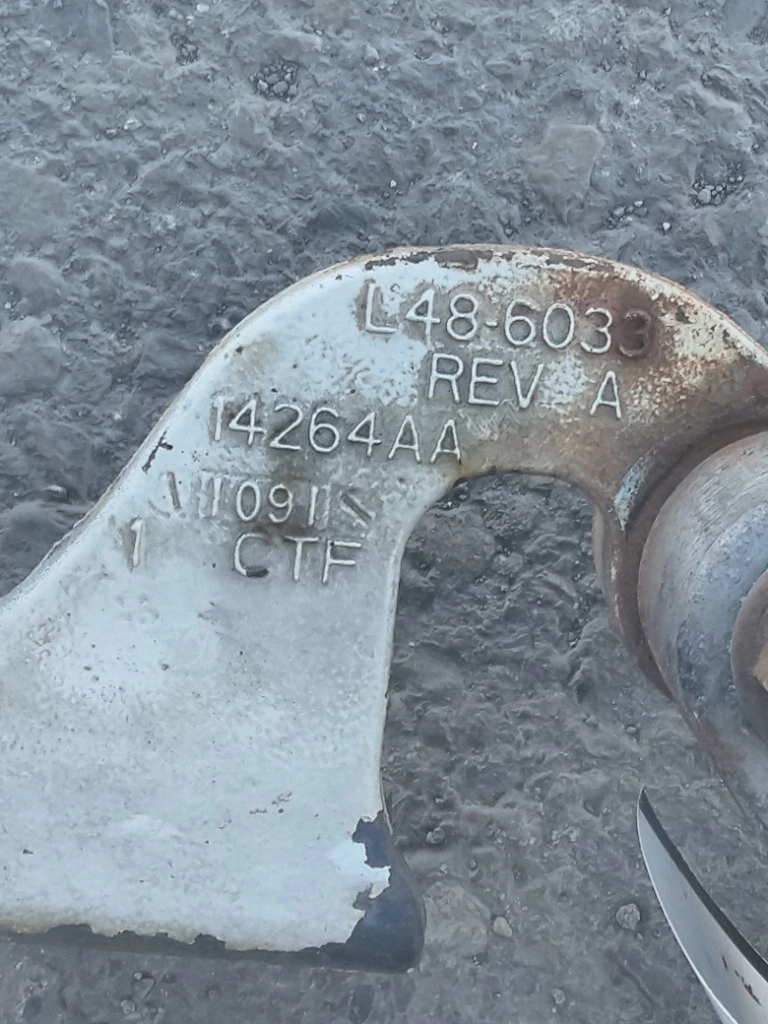 L48-6033
REV A
14264AA
1 CTF